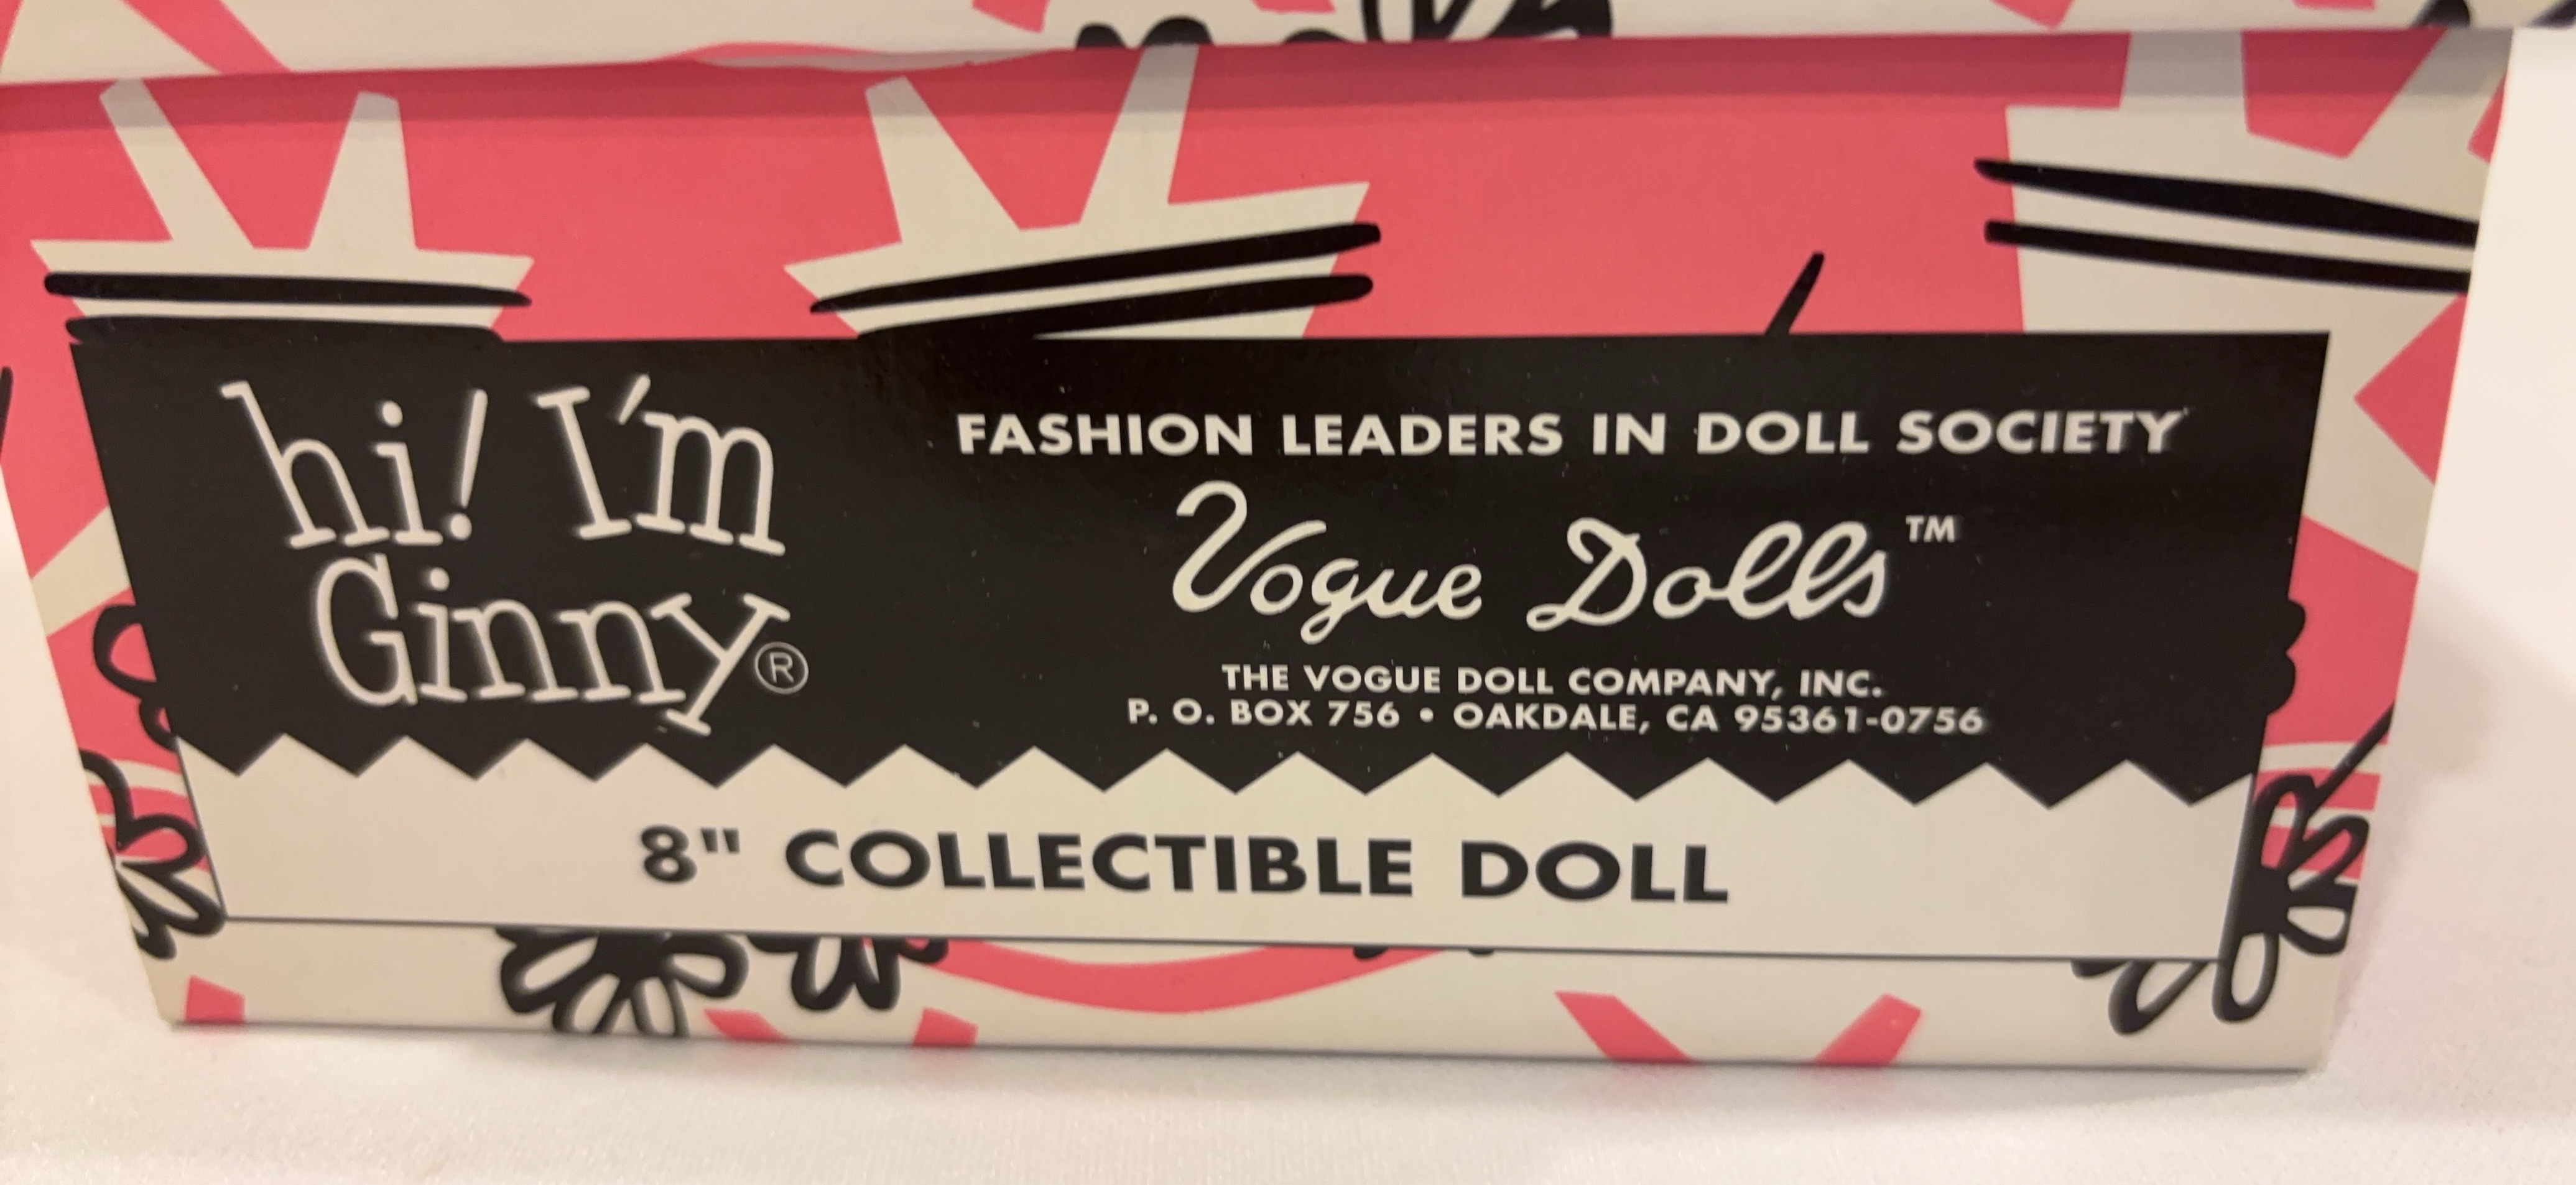 hi! I'm
Ginny®
FASHION LEADERS IN DOLL SOCIETY
Vogue Dolls™
THE VOGUE DOLL COMPANY, INC.
P. O. BOX 756 • OAKDALE, CA 95361-0756
8" COLLECTIBLE DOLL